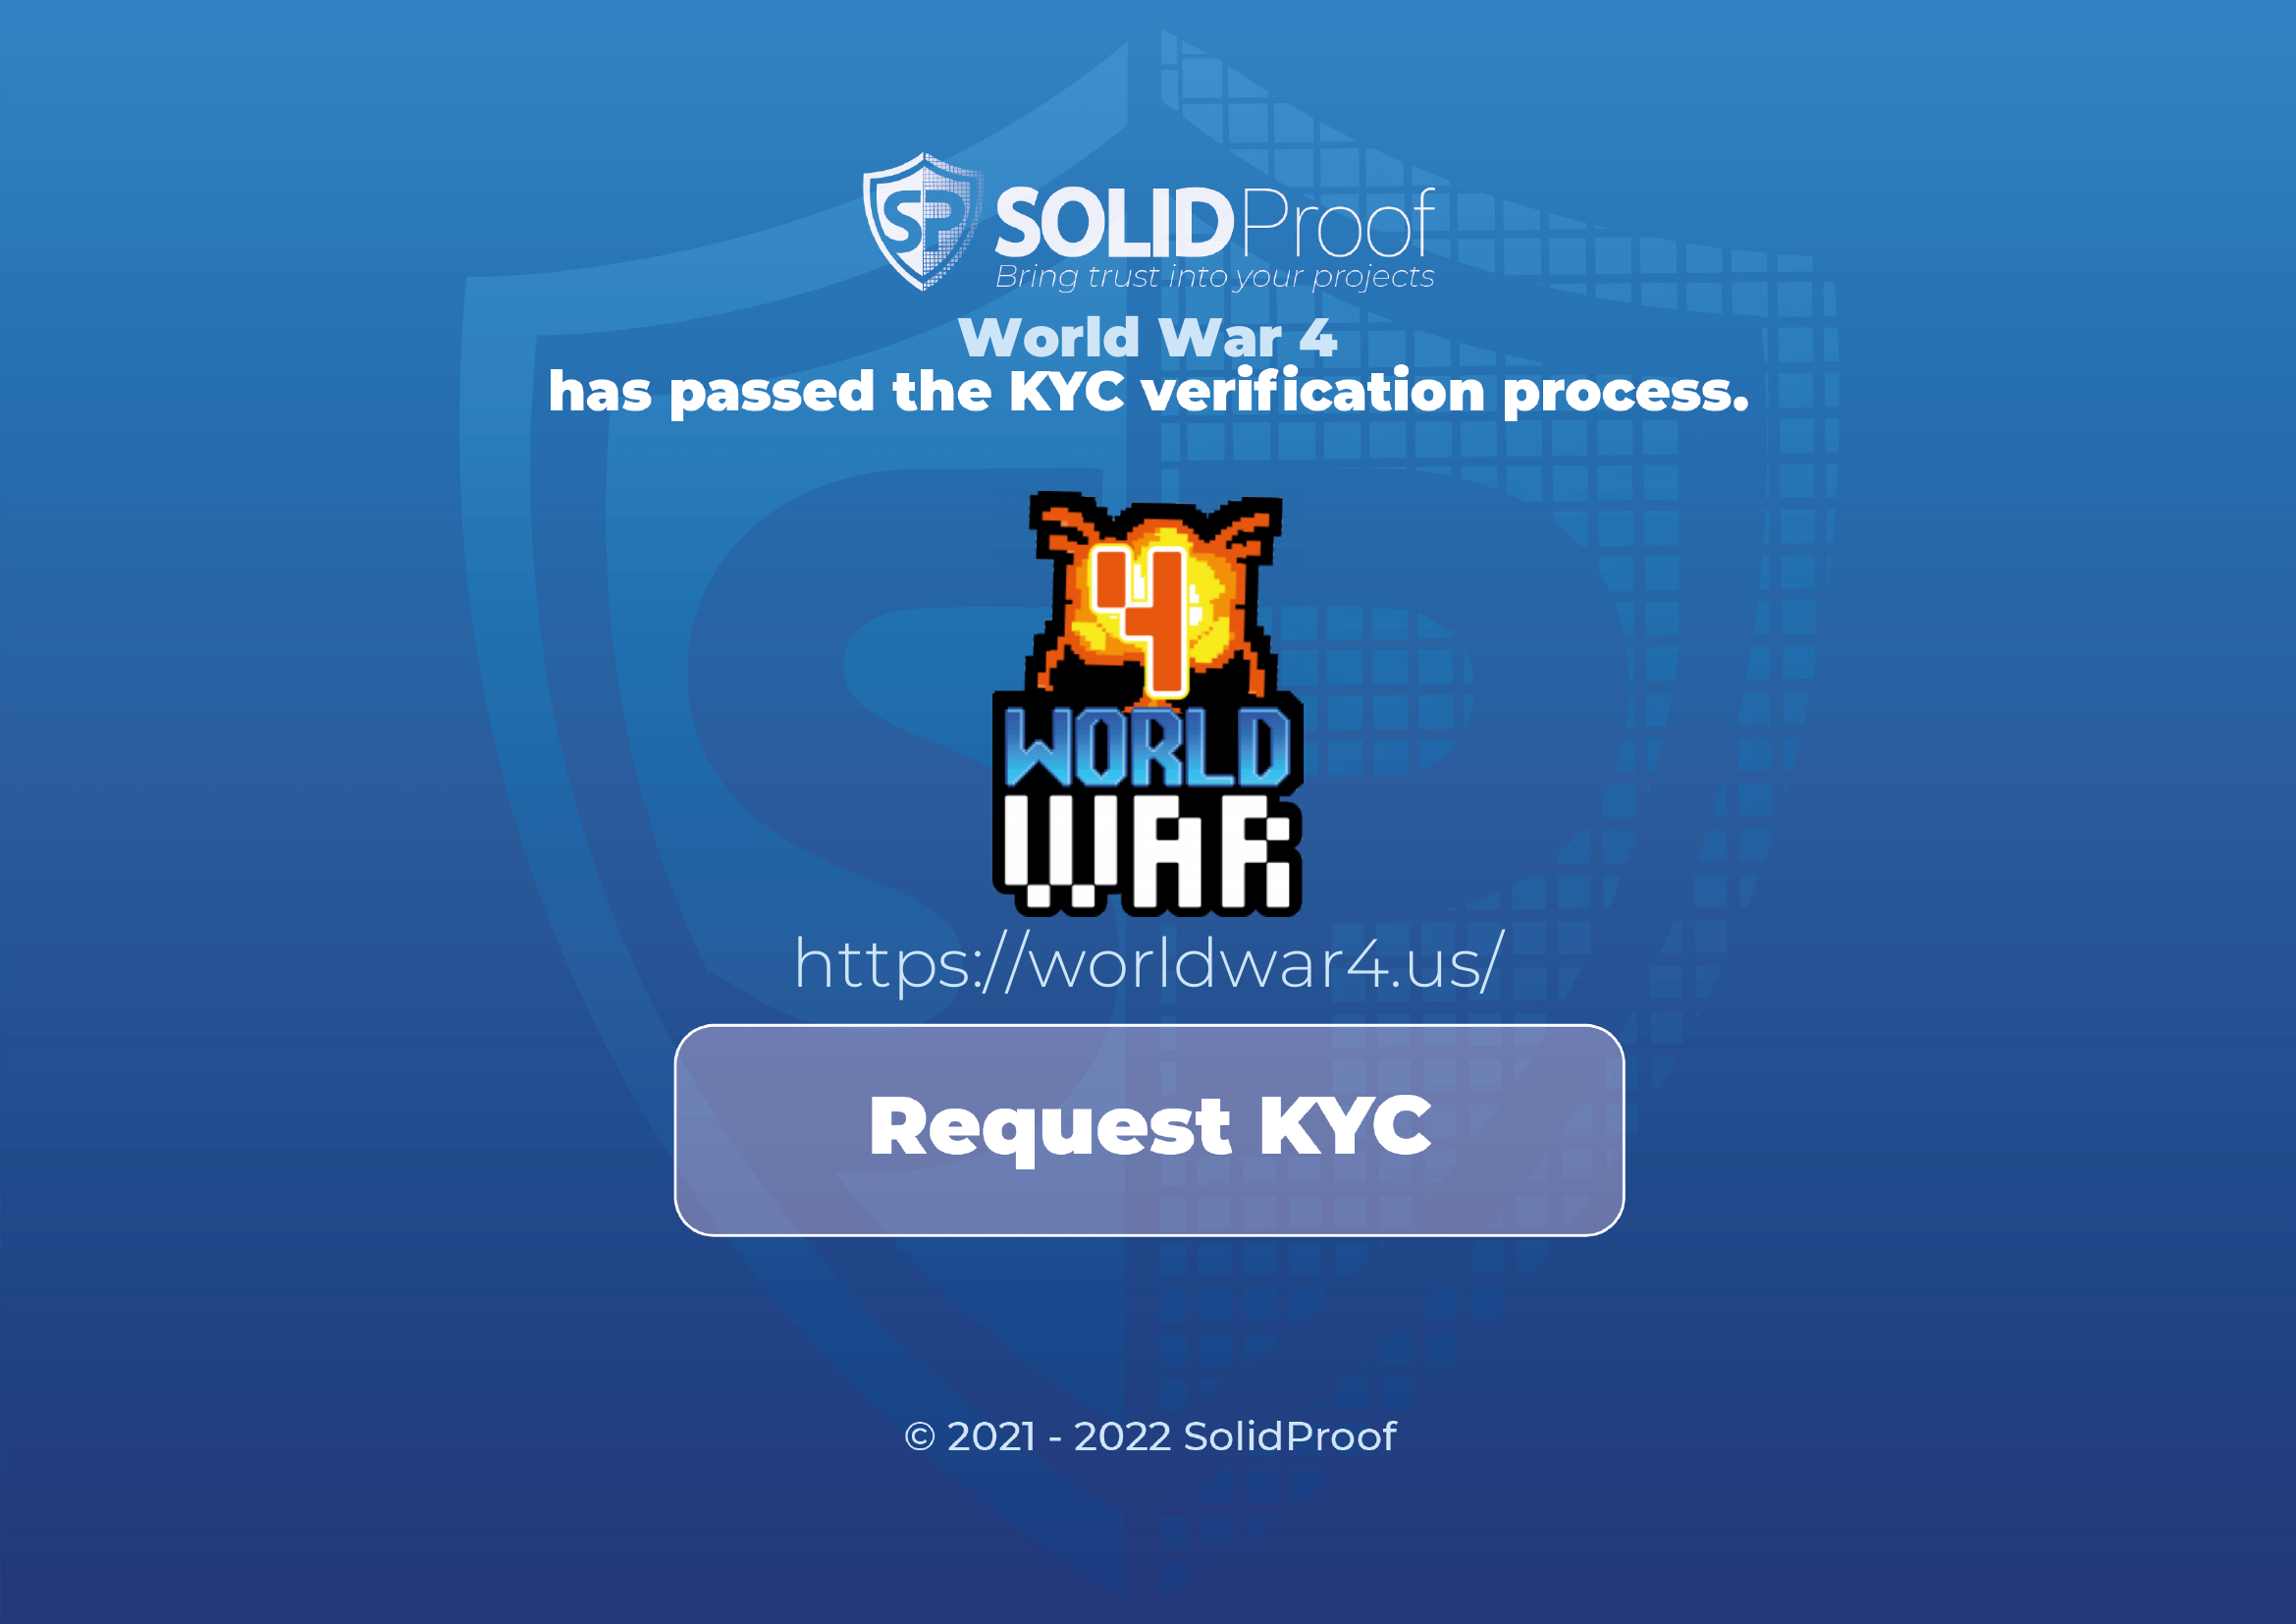 SP SOLIDProof
Bring trust into your projects
World War 4
has passed the KYC verification process.
4
WORLD
WAR
https://worldwar4.us/
Request KYC
© 2021 - 2022 SolidProof